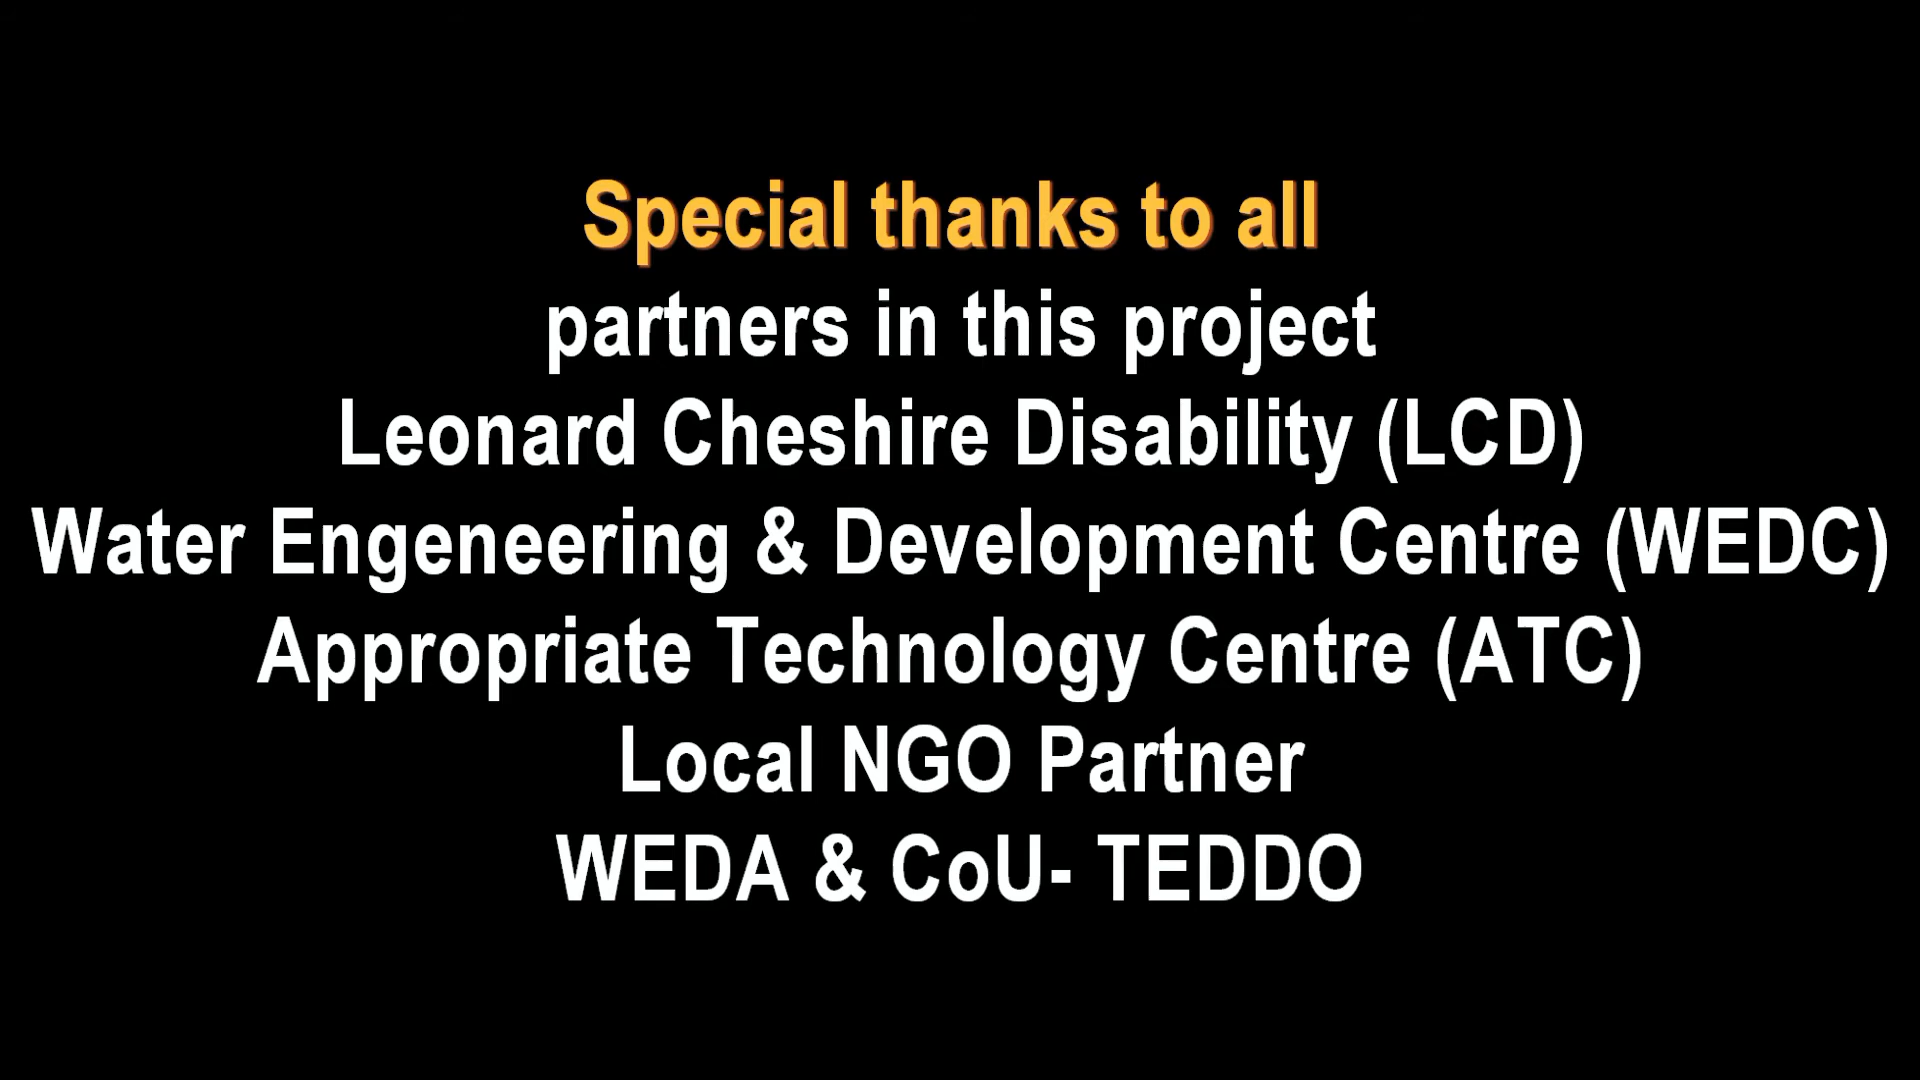 Special thanks to all
partners in this project
Leonard Cheshire Disability (LCD)
Water Engeneering & Development Centre (WEDC)
Appropriate Technology Centre (ATC)
Local NGO Partner
WEDA & CoU- TEDDO